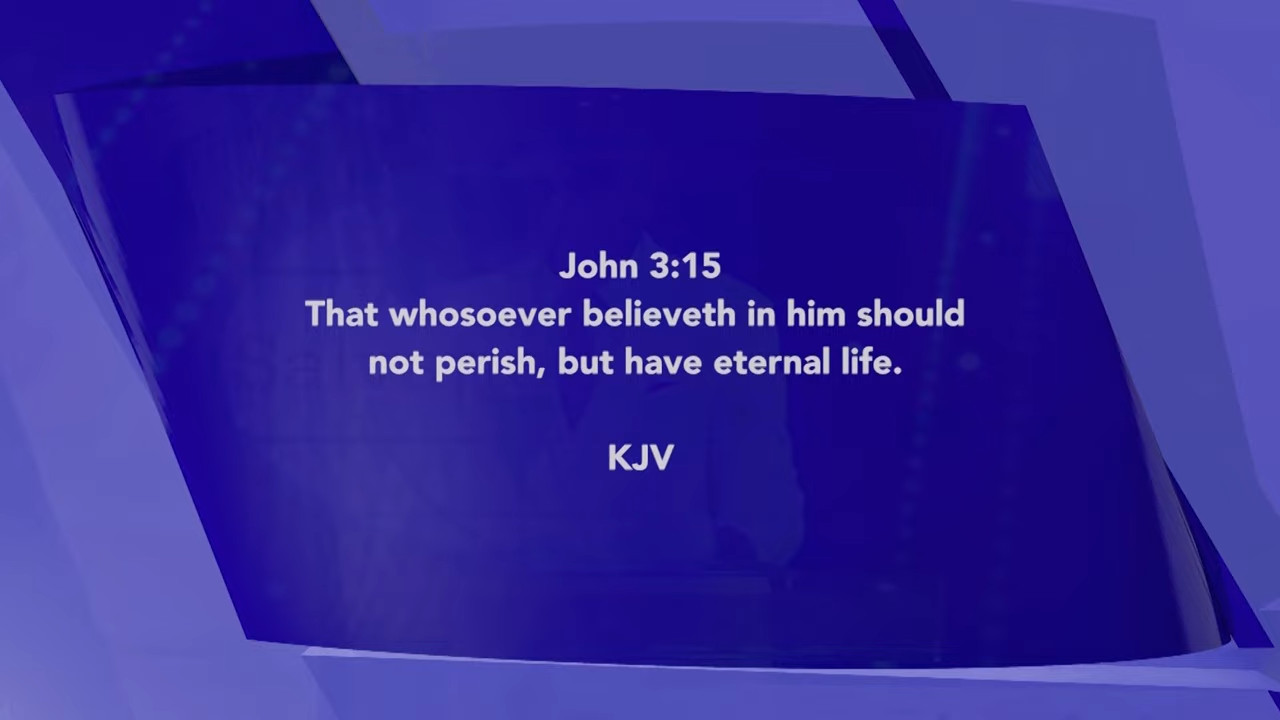 John 3:15
That whosoever believeth in him should
not perish, but have eternal life.
KJV